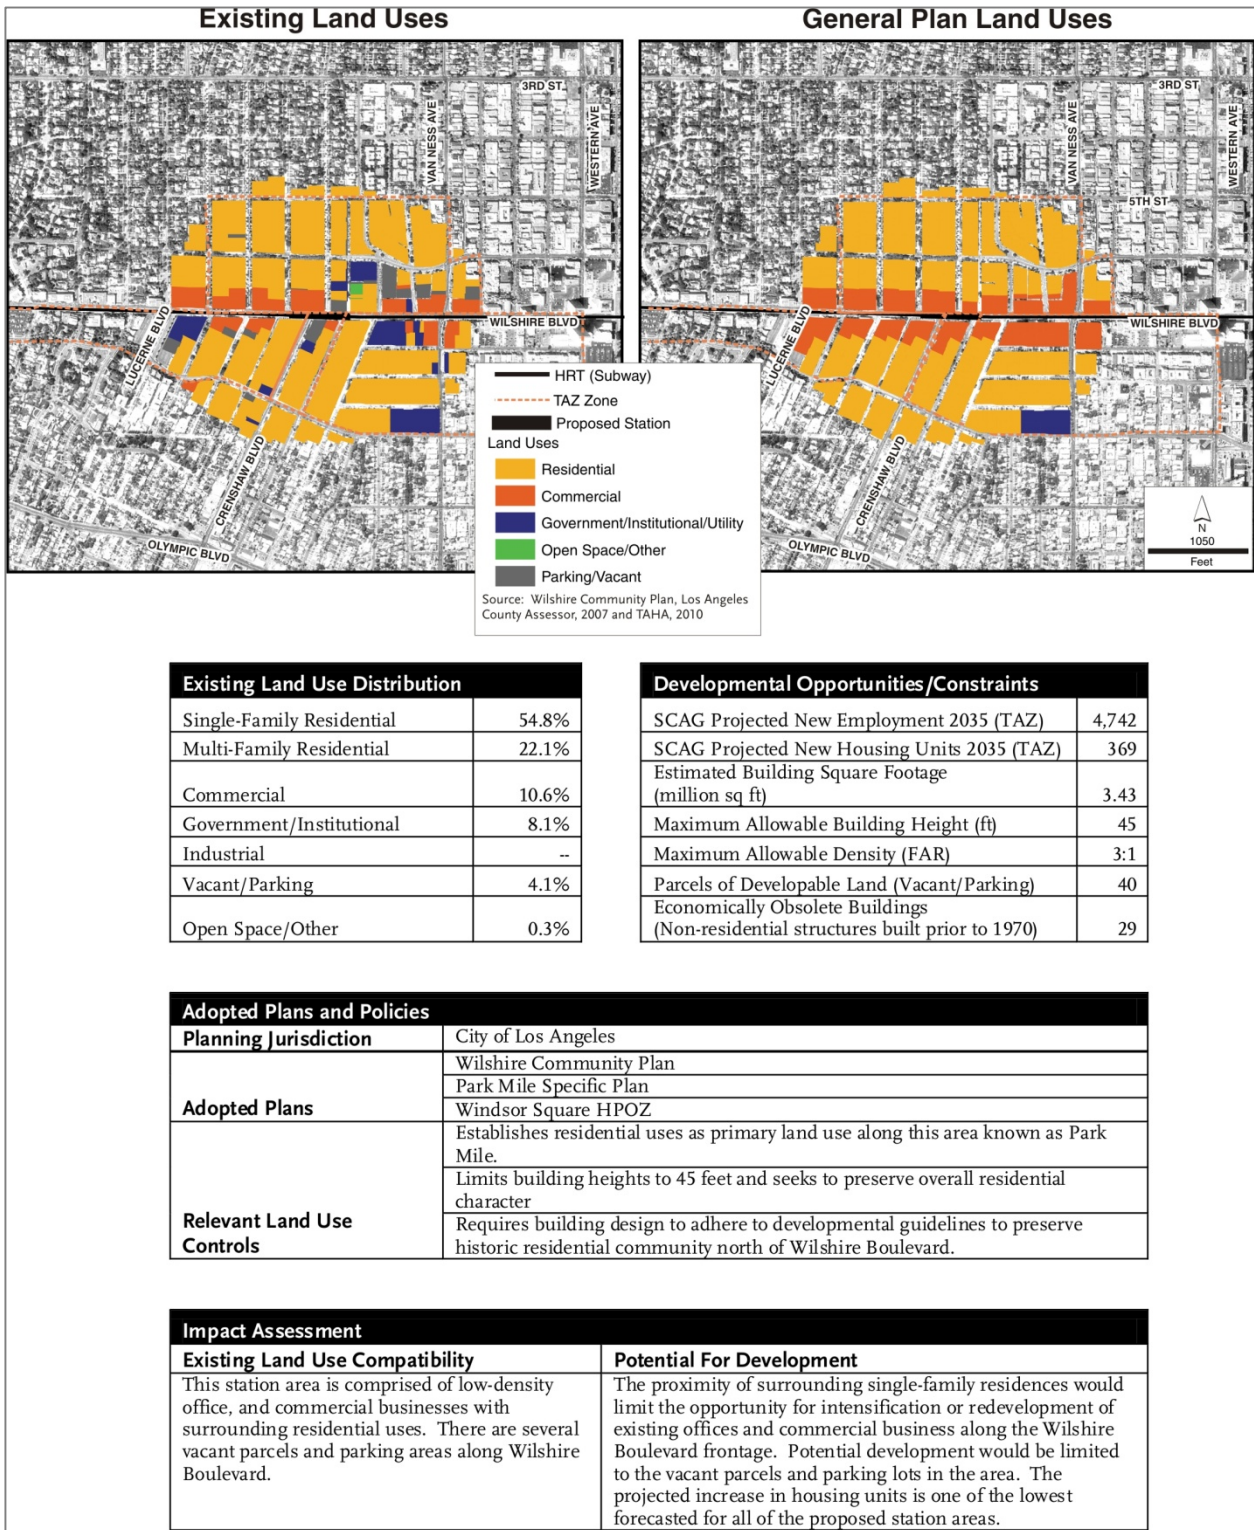 Existing Land Uses
General Plan Land Uses
3RD ST
VAN NESS AVE
WESTERN AVE
LUCERNE BLVD
WILSHIRE BLVD
CRENSHAW BLVD
OLYMPIC BLVD
3RD ST
VAN NESS AVE
WESTERN AVE
5TH ST
LUCERNE BLVD
WILSHIRE BLVD
CRENSHAW BLVD
OLYMPIC BLVD
N
1050
Feet
HRT (Subway)
TAZ Zone
Proposed Station
Land Uses
Residential
Commercial
Government/Institutional/Utility
Open Space/Other
Parking/Vacant
Source: Wilshire Community Plan, Los Angeles
County Assessor, 2007 and TAHA, 2010
Existing Land Use Distribution
Single-Family Residential 54.8%
Multi-Family Residential 22.1%
Commercial 10.6%
Government/Institutional 8.1%
Industrial --
Vacant/Parking 4.1%
Open Space/Other 0.3%
Developmental Opportunities/Constraints
SCAG Projected New Employment 2035 (TAZ) 4,742
SCAG Projected New Housing Units 2035 (TAZ) 369
Estimated Building Square Footage
(million sq ft) 3.43
Maximum Allowable Building Height (ft) 45
Maximum Allowable Density (FAR) 3:1
Parcels of Developable Land (Vacant/Parking) 40
Economically Obsolete Buildings
(Non-residential structures built prior to 1970) 29
Adopted Plans and Policies
Planning Jurisdiction City of Los Angeles
Adopted Plans
Wilshire Community Plan
Park Mile Specific Plan
Windsor Square HPOZ
Relevant Land Use
Controls
Establishes residential uses as primary land use along this area known as Park
Mile.
Limits building heights to 45 feet and seeks to preserve overall residential
character
Requires building design to adhere to developmental guidelines to preserve
historic residential community north of Wilshire Boulevard.
Impact Assessment
Existing Land Use Compatibility
This station area is comprised of low-density
office, and commercial businesses with
surrounding residential uses. There are several
vacant parcels and parking areas along Wilshire
Boulevard.
Potential For Development
The proximity of surrounding single-family residences would
limit the opportunity for intensification or redevelopment of
existing offices and commercial business along the Wilshire
Boulevard frontage. Potential development would be limited
to the vacant parcels and parking lots in the area. The
projected increase in housing units is one of the lowest
forecasted for all of the proposed station areas.